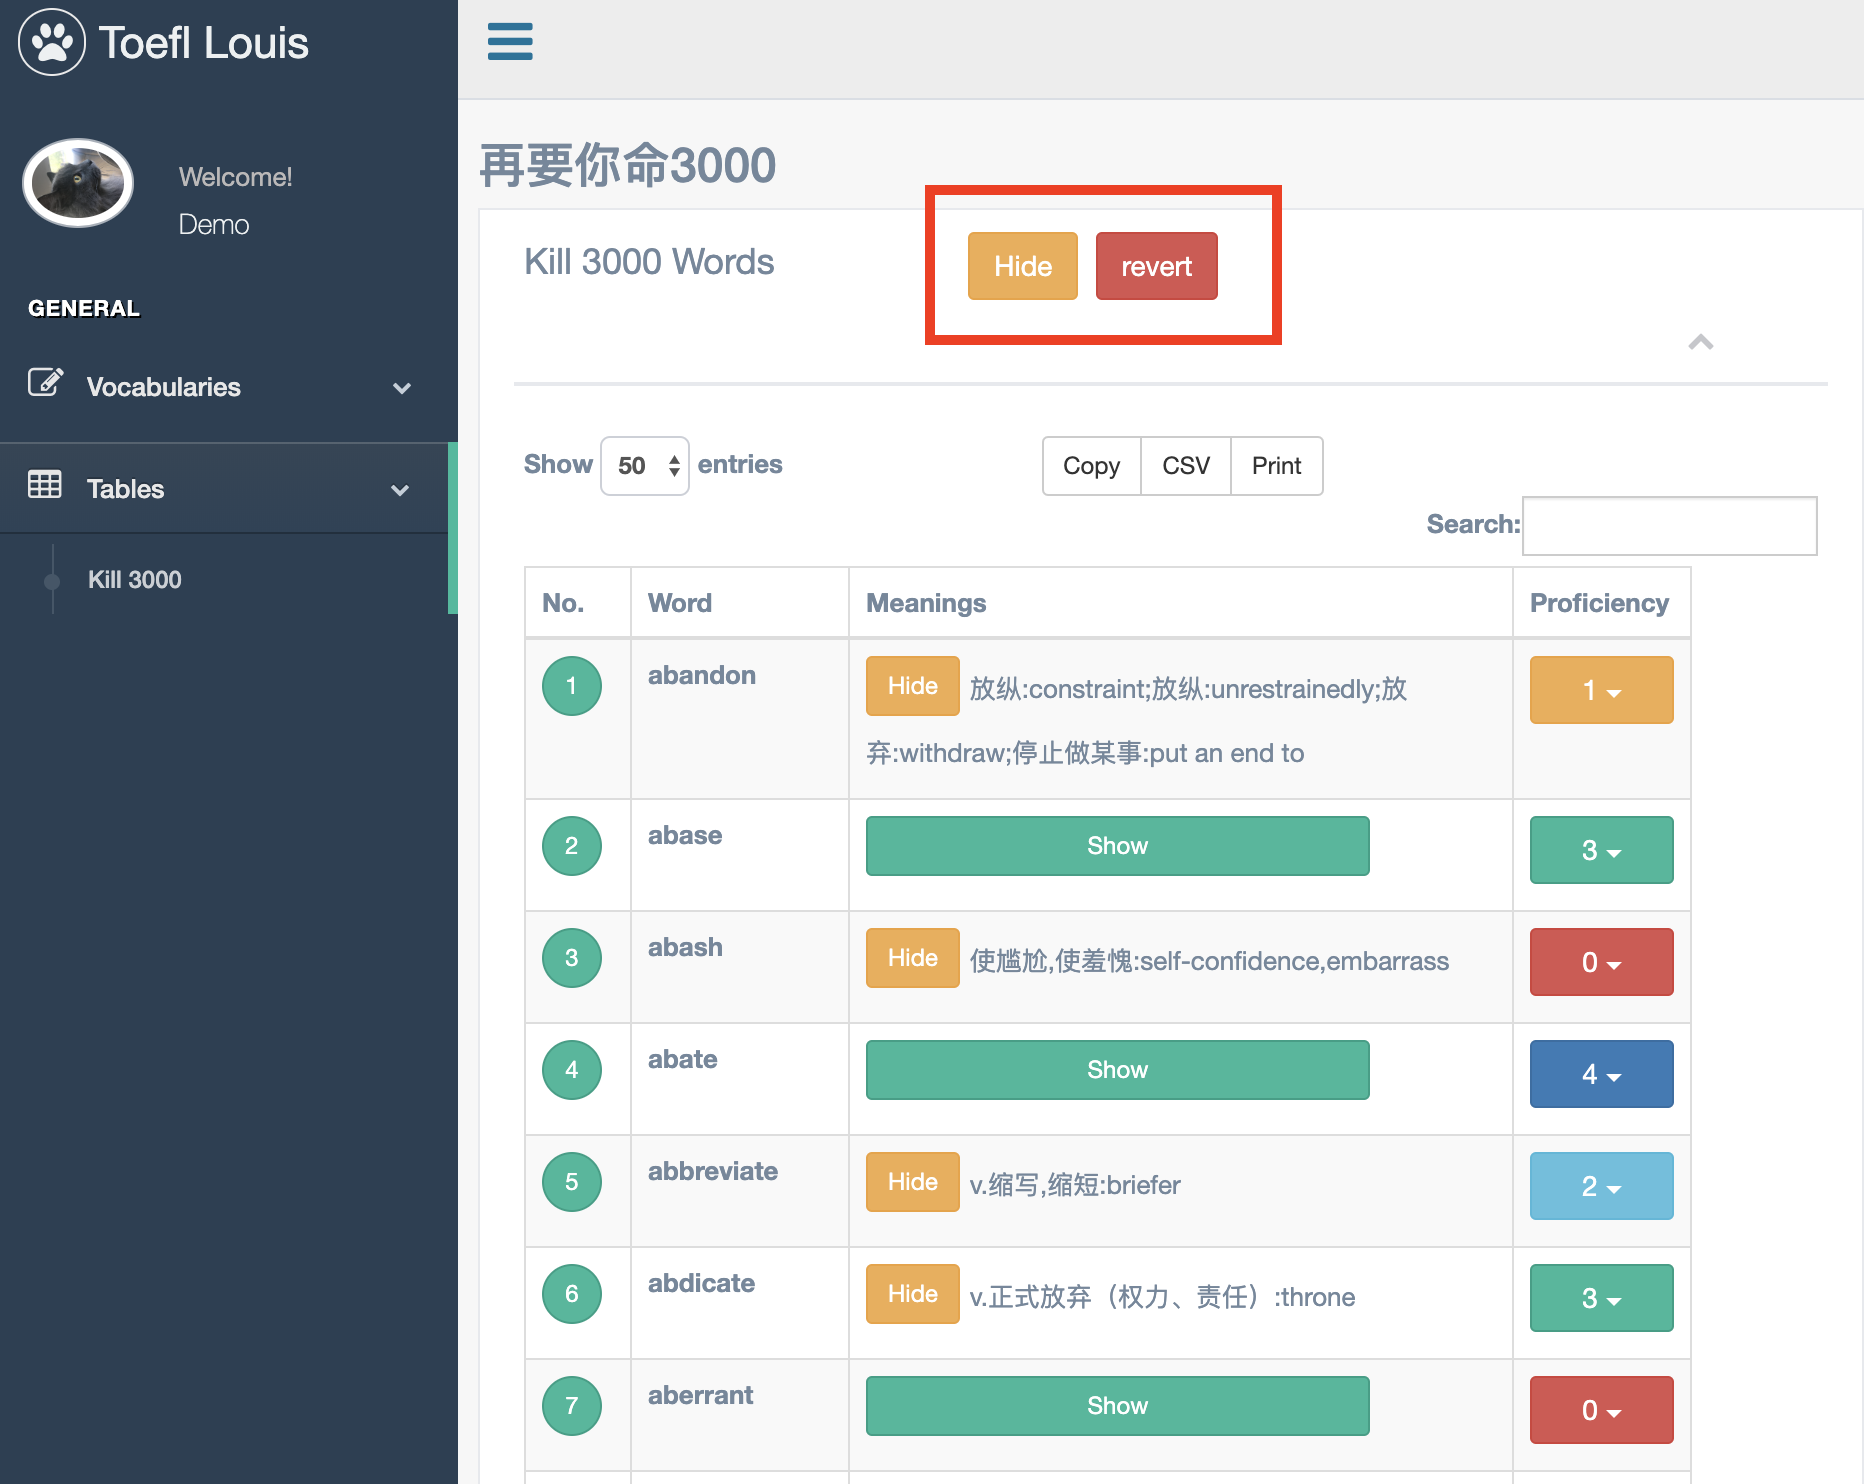 Toefl Louis
Welcome!
Demo
GENERAL
Vocabularies
Tables
Kill 3000
再要你命3000
Kill 3000 Words
Hide
revert
Show 50 entries
Copy
CSV
Print
Search:
No.
Word
Meanings
Proficiency
1
abandon
Hide 放纵:constraint;放纵:unrestrainedly;放
弃:withdraw;停止做某事:put an end to
1
2
abase
Show
3
3
abash
Hide 使尴尬,使羞愧:self-confidence,embarrass
0
4
abate
Show
4
5
abbreviate
Hide v.缩写,缩短:briefer
2
6
abdicate
Hide v.正式放弃（权力、责任）:throne
3
7
aberrant
Show
0